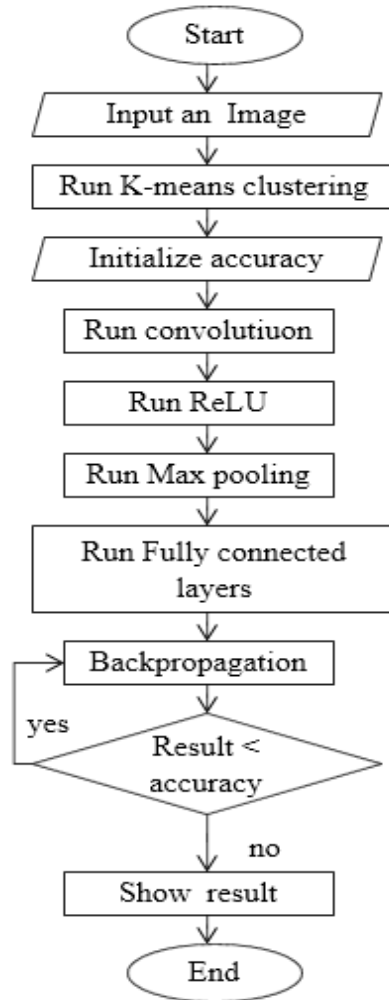 Start
Input an Image
Run K-means clustering
Initialize accuracy
Run convolutiuon
Run ReLU
Run Max pooling
Run Fully connected
layers
Backpropagation
yes
Result <
accuracy
no
Show result
End